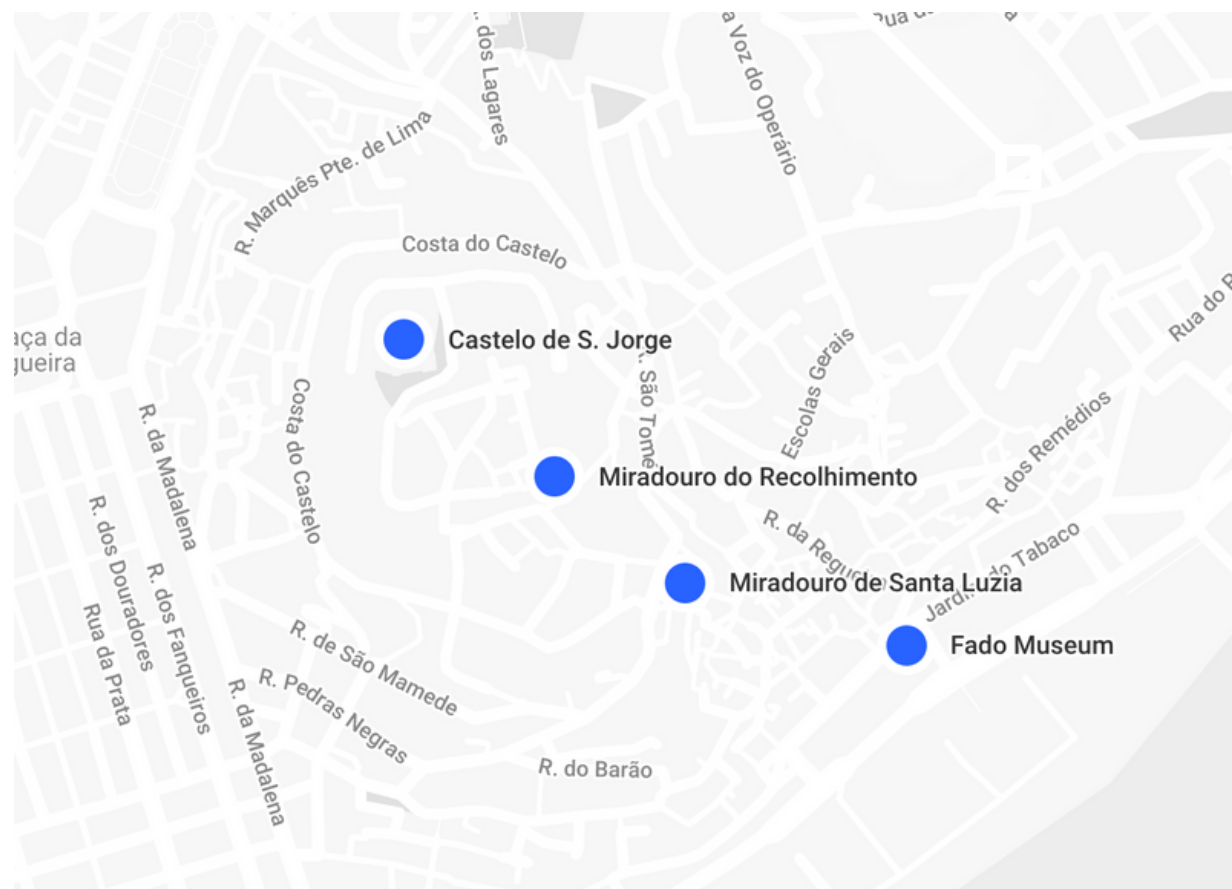 R. dos Lagares
a Voz do Operário
R. Marquês Pte. de Lima
Costa do Castelo
aça da
gueira
Castelo de S. Jorge
R. São Tomé
Escolas Gerais
Rua do
Costa do Castelo
R. da Madalena
Miradouro do Recolhimento
R. dos Remédios
R. dos Douradores
R. dos Fanqueiros
Rua da Prata
R. da Regueira
Jardim do Tabaco
Miradouro de Santa Luzia
Fado Museum
R. de São Mamede
R. Pedras Negras
R. da Madalena
R. do Barão